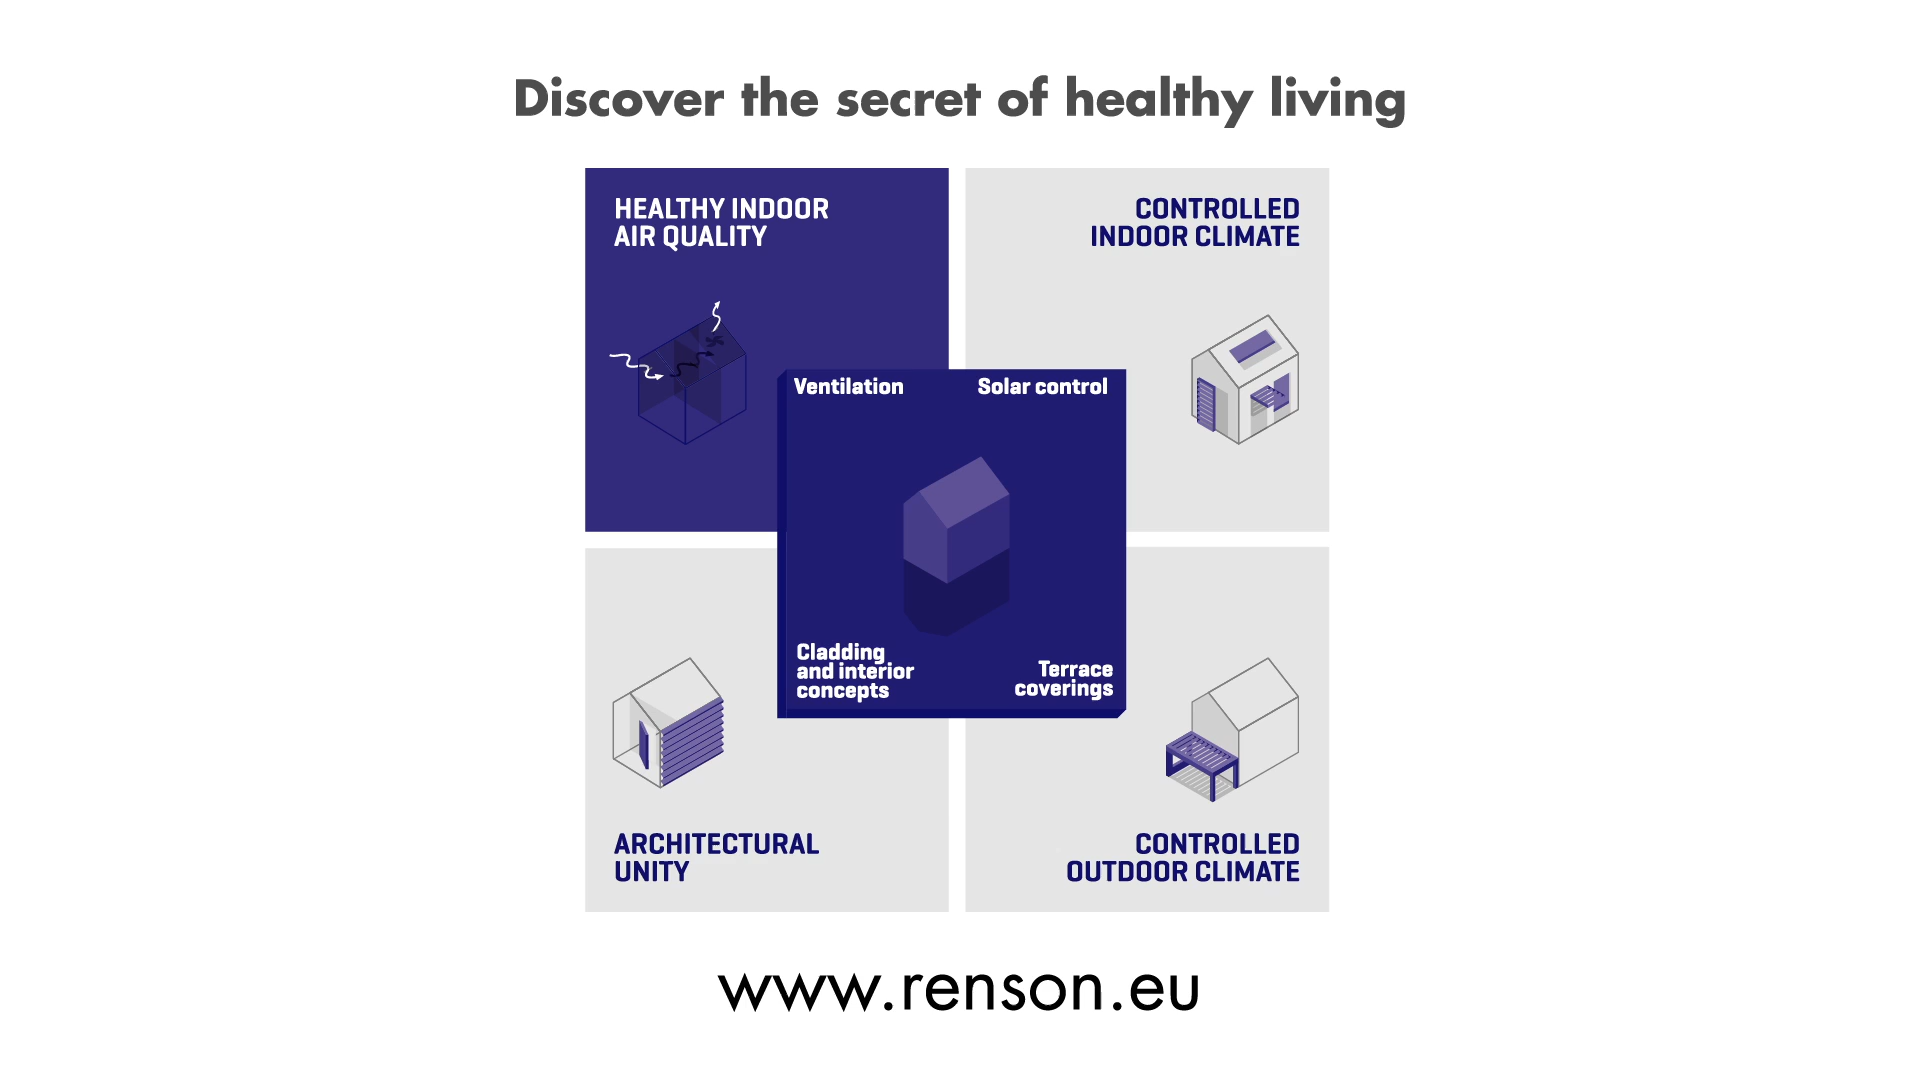 Discover the secret of healthy living
HEALTHY INDOOR
AIR QUALITY
CONTROLLED
INDOOR CLIMATE
Ventilation
Solar control
Cladding
and interior
concepts
Terrace
coverings
ARCHITECTURAL
UNITY
CONTROLLED
OUTDOOR CLIMATE
www.renson.eu